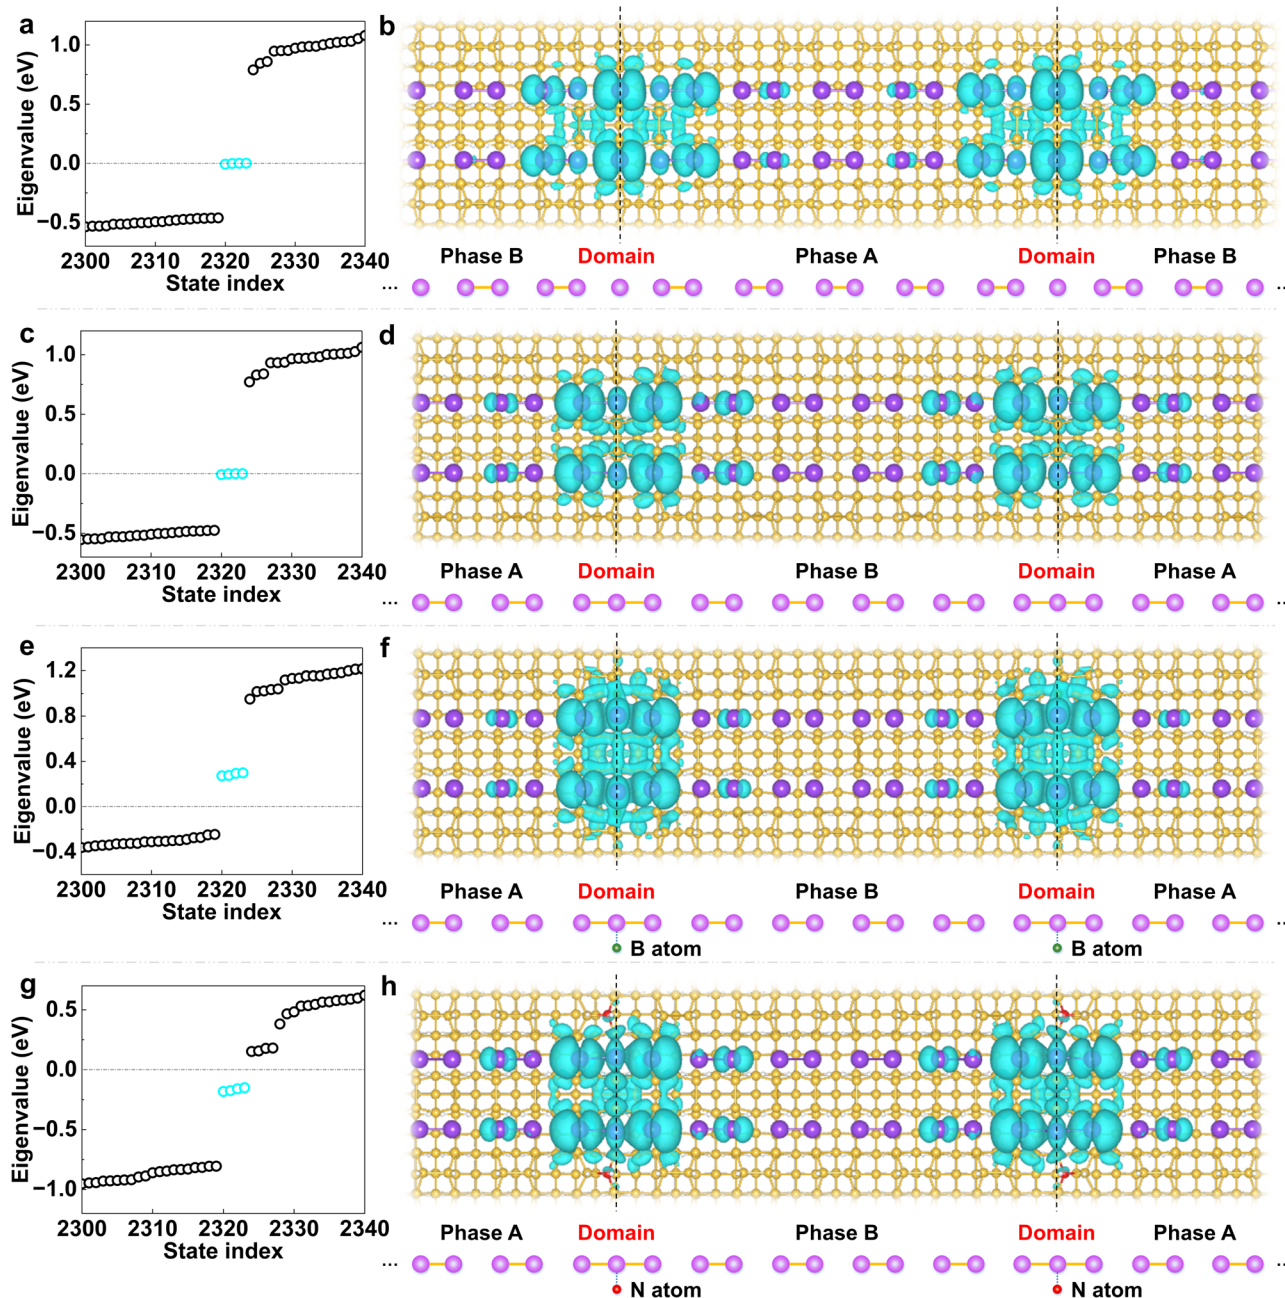 a
b
Eigenvalue (eV)
1.0
0.5
0.0
−0.5
2300 2310 2320 2330 2340
State index
Phase B Domain Phase A Domain Phase B
... ...
c
d
Eigenvalue (eV)
1.0
0.5
0.0
−0.5
2300 2310 2320 2330 2340
State index
Phase A Domain Phase B Domain Phase A
... ...
e
f
Eigenvalue (eV)
1.2
0.8
0.4
0.0
−0.4
2300 2310 2320 2330 2340
State index
Phase A Domain Phase B Domain Phase A
... ...
B atom B atom
g
h
Eigenvalue (eV)
0.5
0.0
−0.5
−1.0
2300 2310 2320 2330 2340
State index
Phase A Domain Phase B Domain Phase A
... ...
N atom N atom